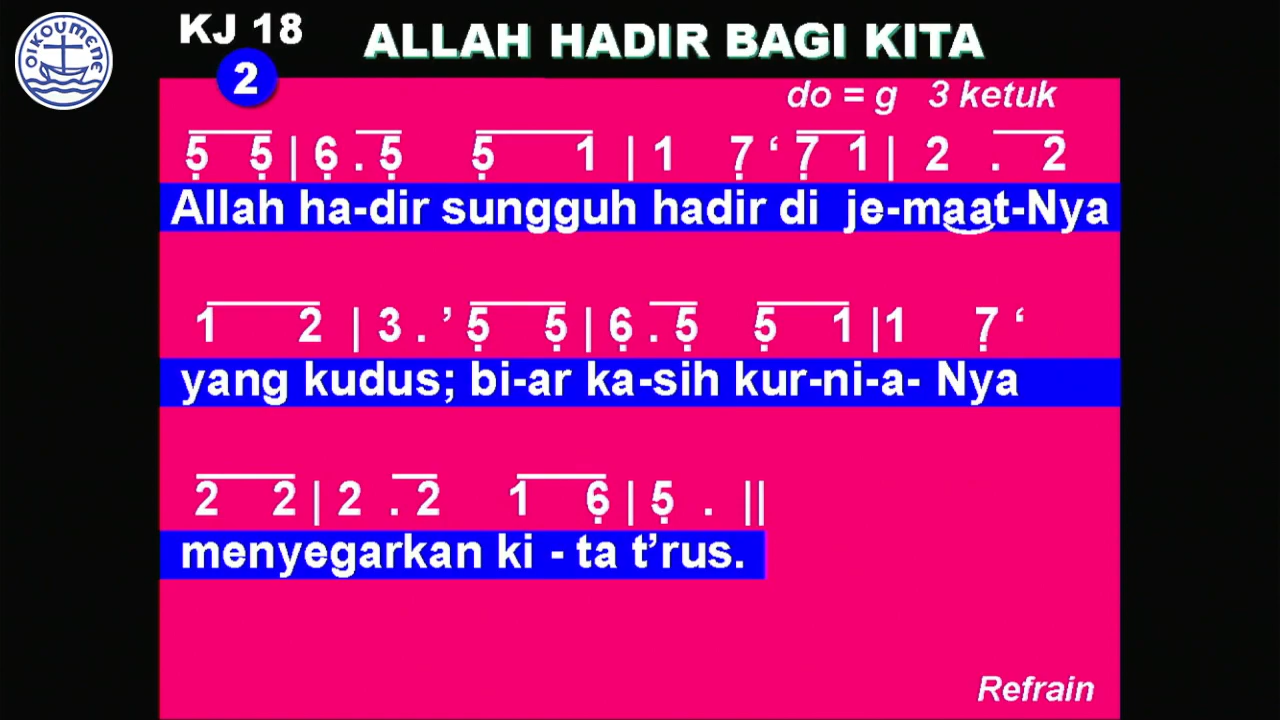 OIKOUMENE
KJ 18
ALLAH HADIR BAGI KITA
2
do = g 3 ketuk
5̣ 5̣ | 6̣ . 5̣ 5̣ 1 | 1 7̣ ‘ 7̣ 1 | 2 . 2
Allah ha-dir sungguh hadir di je-maat-Nya
1 2 | 3 . ’ 5̣ 5̣ | 6̣ . 5̣ 5̣ 1 | 1 7̣ ‘
yang kudus; bi-ar ka-sih kur-ni-a- Nya
2 2 | 2 . 2 1 6̣ | 5̣ . ||
menyegarkan ki - ta t’rus.
Refrain